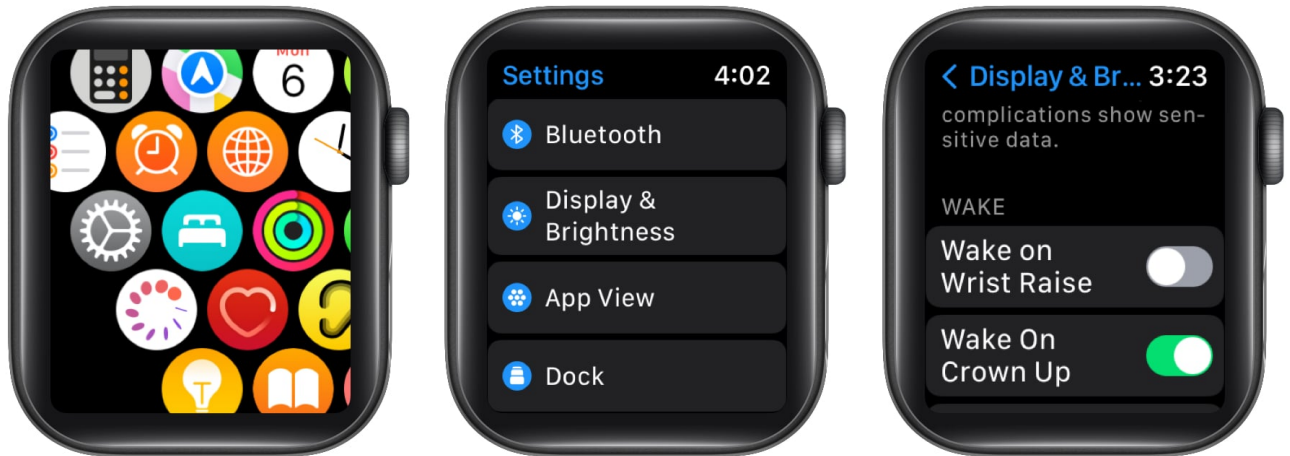 Mon
6
Settings 4:02
Bluetooth
Display &
Brightness
App View
Dock
< Display & Br... 3:23
complications show sen-
sitive data.
WAKE
Wake on
Wrist Raise
Wake On
Crown Up